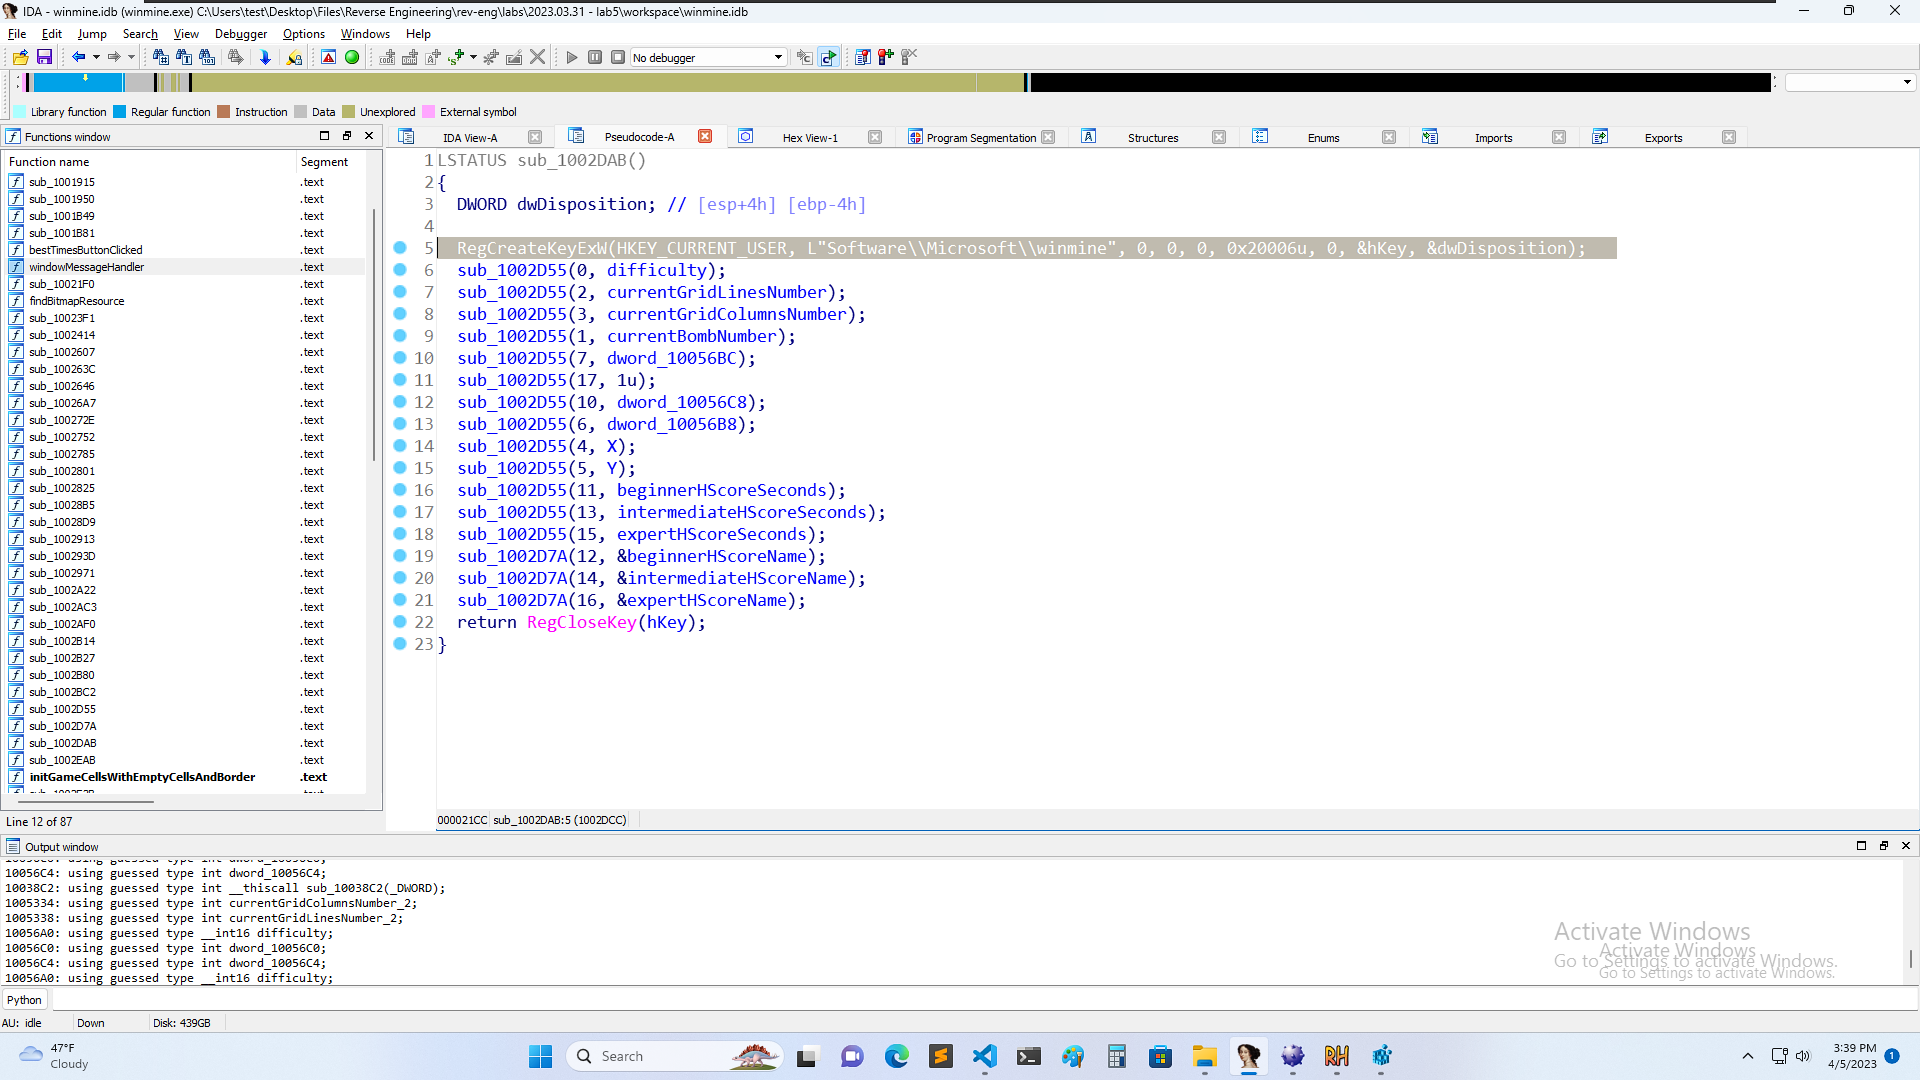 IDA - winmine.idb (winmine.exe) C:\Users\test\Desktop\Files\Reverse Engineering\rev-eng\labs\2023.03.31 - lab5\workspace\winmine.idb
File Edit Jump Search View Debugger Options Windows Help
No debugger
Library function Regular function Instruction Data Unexplored External symbol
Functions window
IDA View-A Pseudocode-A Hex View-1 Program Segmentation Structures Enums Imports Exports
Function name Segment
sub_1001915 .text
sub_1001950 .text
sub_1001B49 .text
sub_1001B81 .text
bestTimesButtonClicked .text
windowMessageHandler .text
sub_10021F0 .text
findBitmapResource .text
sub_10023F1 .text
sub_1002414 .text
sub_1002607 .text
sub_100263C .text
sub_1002646 .text
sub_10026A7 .text
sub_100272E .text
sub_1002752 .text
sub_1002785 .text
sub_1002801 .text
sub_1002825 .text
sub_10028B5 .text
sub_10028D9 .text
sub_1002913 .text
sub_100293D .text
sub_1002971 .text
sub_1002A22 .text
sub_1002AC3 .text
sub_1002AF0 .text
sub_1002B14 .text
sub_1002B27 .text
sub_1002B80 .text
sub_1002BC2 .text
sub_1002D55 .text
sub_1002D7A .text
sub_1002DAB .text
sub_1002EAB .text
initGameCellsWithEmptyCellsAndBorder .text
Line 12 of 87
1 LSTATUS sub_1002DAB()
2 {
3 DWORD dwDisposition; // [esp+4h] [ebp-4h]
4
5 RegCreateKeyExW(HKEY_CURRENT_USER, L"Software\\Microsoft\\winmine", 0, 0, 0, 0x20006u, 0, &hKey, &dwDisposition);
6 sub_1002D55(0, difficulty);
7 sub_1002D55(2, currentGridLinesNumber);
8 sub_1002D55(3, currentGridColumnsNumber);
9 sub_1002D55(1, currentBombNumber);
10 sub_1002D55(7, dword_10056BC);
11 sub_1002D55(17, 1u);
12 sub_1002D55(10, dword_10056C8);
13 sub_1002D55(6, dword_10056B8);
14 sub_1002D55(4, X);
15 sub_1002D55(5, Y);
16 sub_1002D55(11, beginnerHScoreSeconds);
17 sub_1002D55(13, intermediateHScoreSeconds);
18 sub_1002D55(15, expertHScoreSeconds);
19 sub_1002D7A(12, &beginnerHScoreName);
20 sub_1002D7A(14, &intermediateHScoreName);
21 sub_1002D7A(16, &expertHScoreName);
22 return RegCloseKey(hKey);
23 }
000021CC sub_1002DAB:5 (1002DCC)
Output window
10056C4: using guessed type int dword_10056C4;
10038C2: using guessed type int __thiscall sub_10038C2(_DWORD);
1005334: using guessed type int currentGridColumnsNumber_2;
1005338: using guessed type int currentGridLinesNumber_2;
10056A0: using guessed type __int16 difficulty;
10056C0: using guessed type int dword_10056C0;
10056C4: using guessed type int dword_10056C4;
10056A0: using guessed type __int16 difficulty;
Activate Windows
Activate Windows
Go to Settings to activate Windows.
Go to Settings to activate Windows.
Python
AU: idle Down Disk: 439GB
47°F
Cloudy
Search
RH
3:39 PM
4/5/2023
1